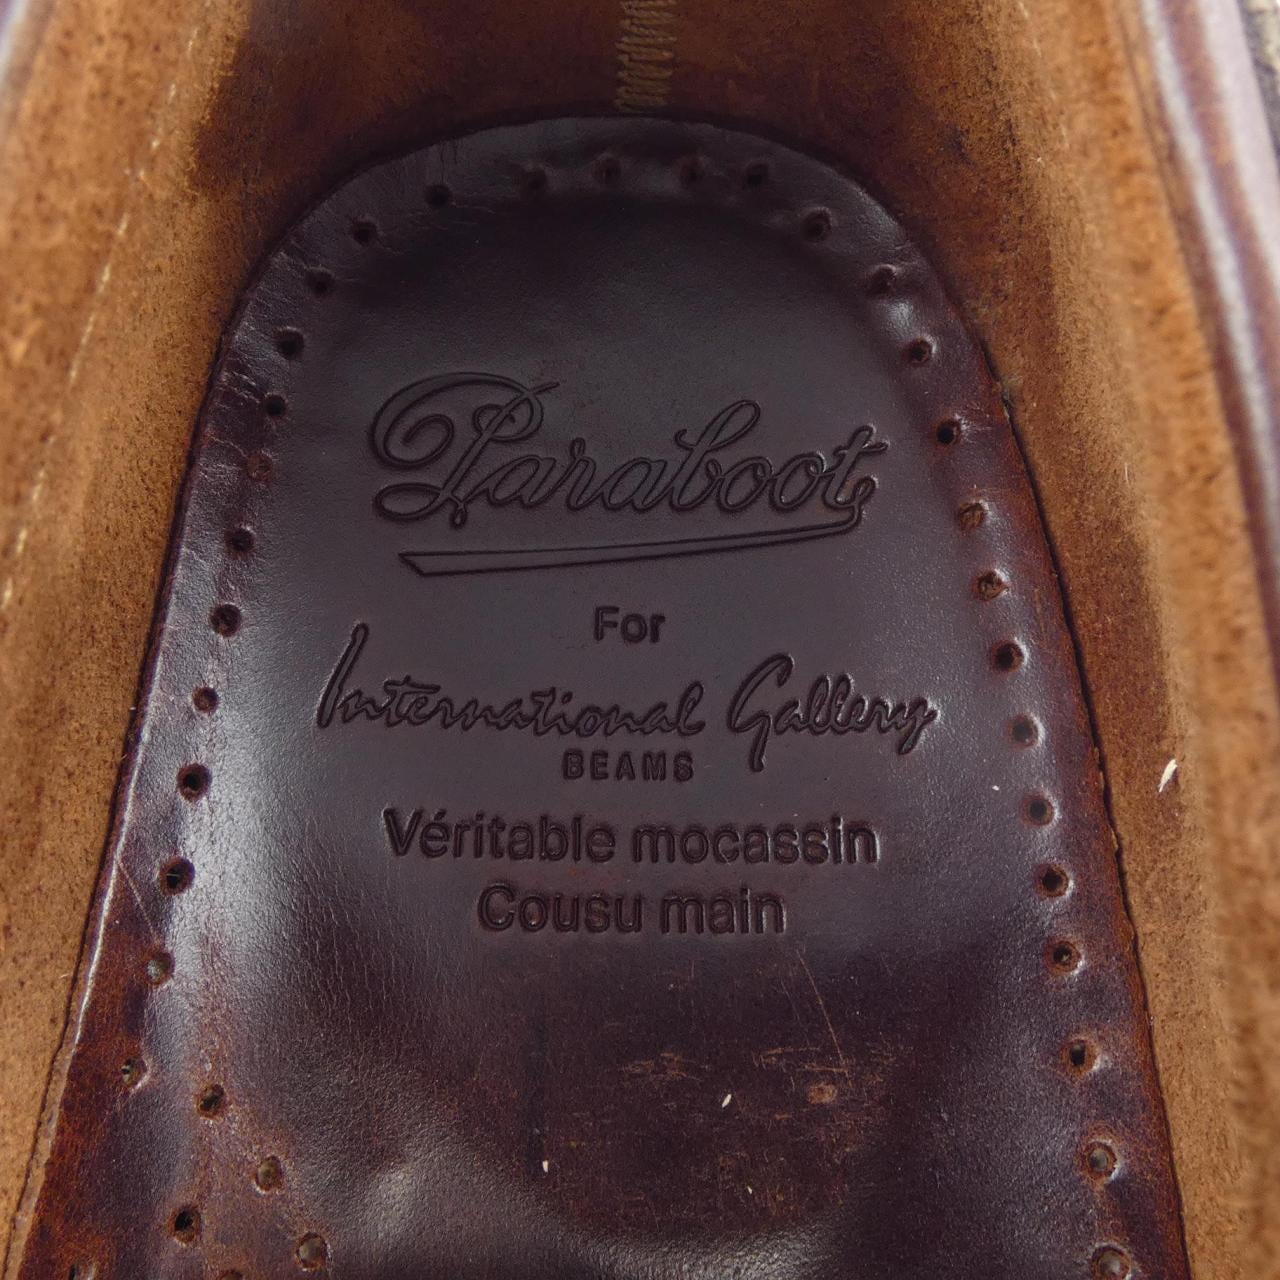 Paraboot
For
International Gallery
BEAMS
Véritable mocassin
Cousu main